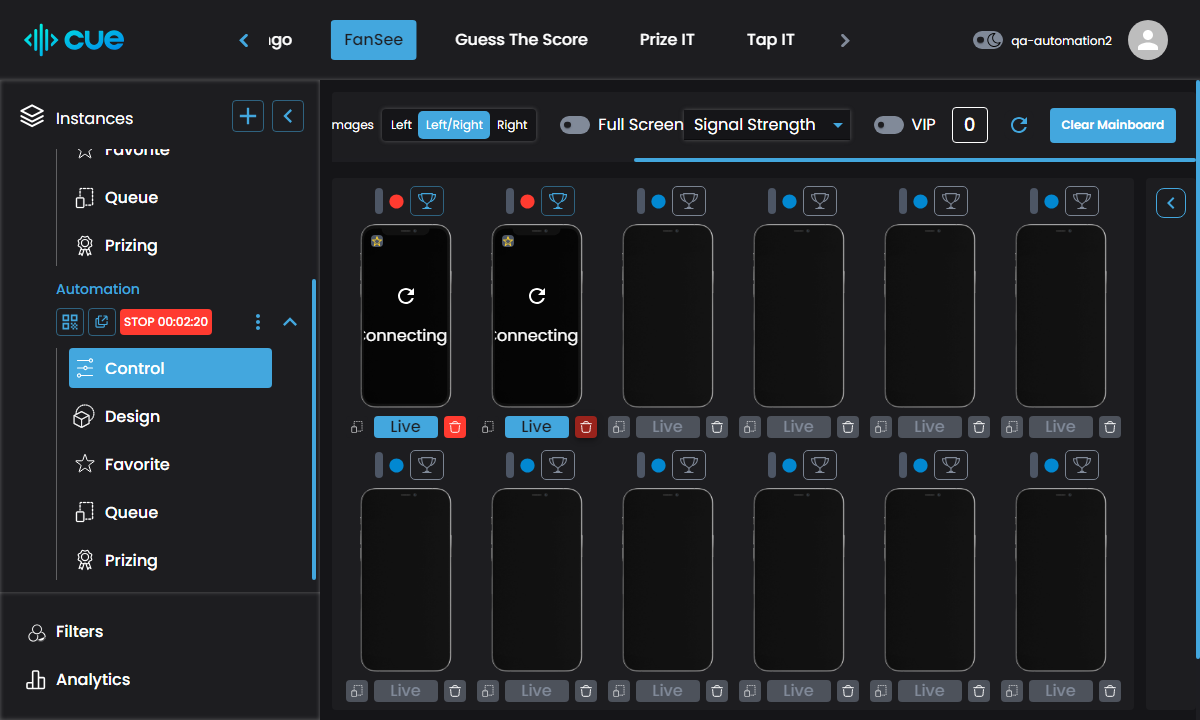 cue
ngo
FanSee
Guess The Score
Prize IT
Tap IT
qa-automation2
Instances
Favorite
Queue
Prizing
Automation
STOP 00:02:20
Control
Design
Favorite
Queue
Prizing
Filters
Analytics
mages
Left
Left/Right
Right
Full Screen
Signal Strength
VIP
0
Clear Mainboard
onnecting
onnecting
Live
Live
Live
Live
Live
Live
Live
Live
Live
Live
Live
Live